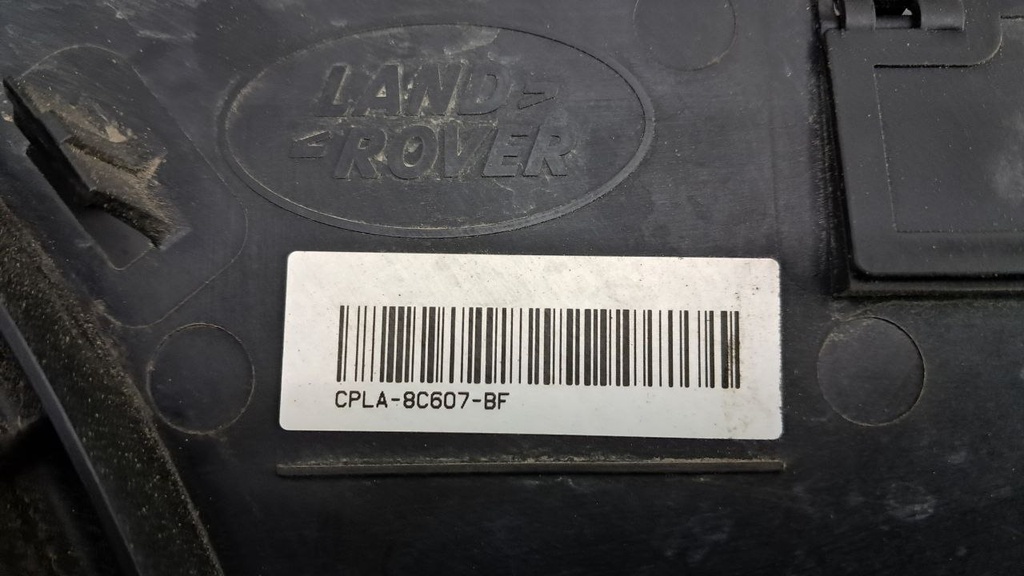 LAND
ROVER
CPLA-8C607-BF